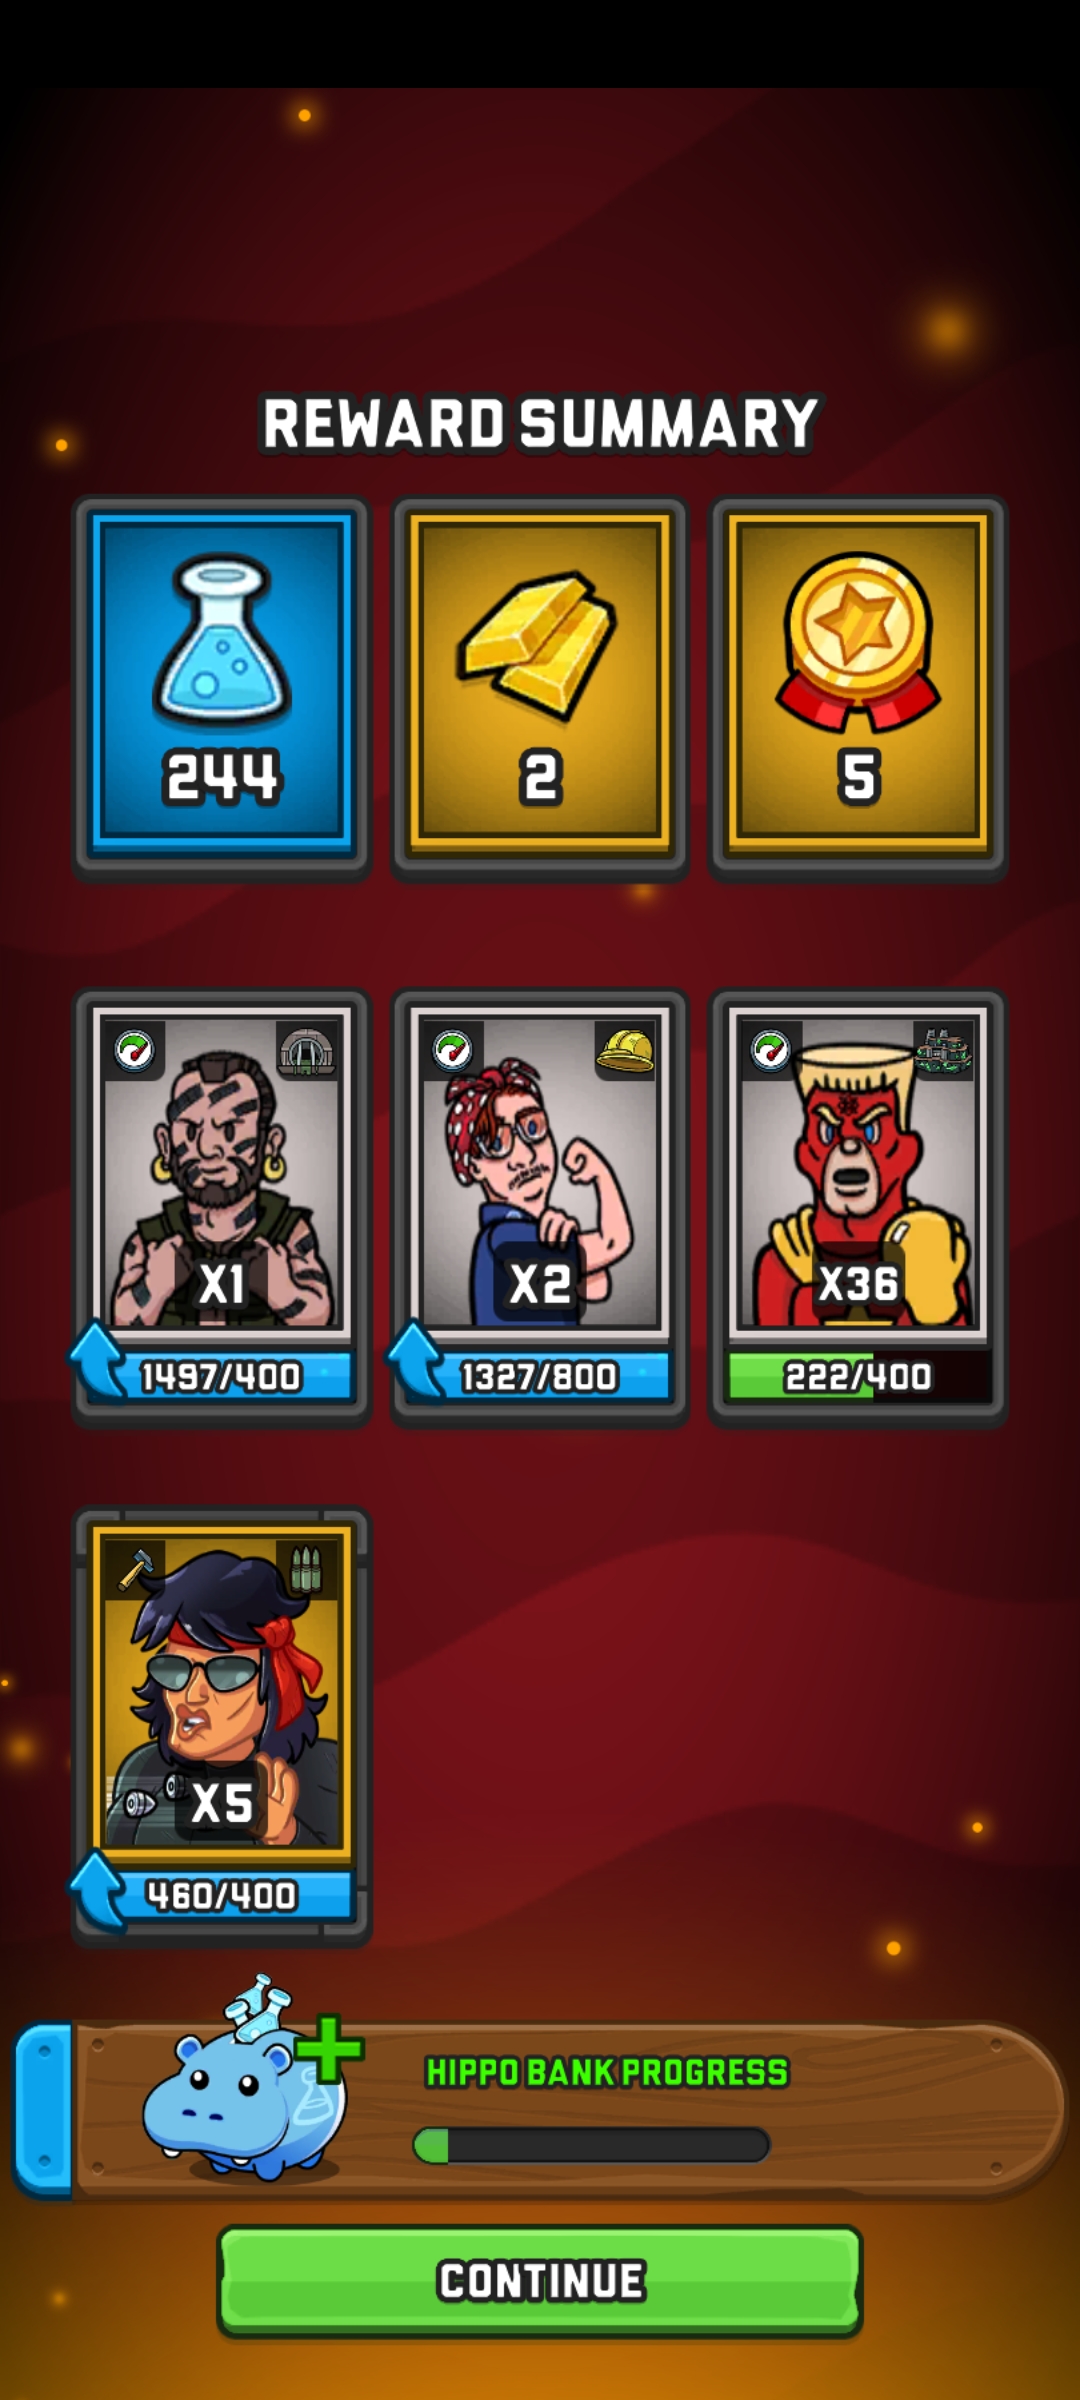 REWARD SUMMARY
244
2
5
X1
X2
X36
1497/400
1327/800
222/400
X5
460/400
HIPPO BANK PROGRESS
CONTINUE